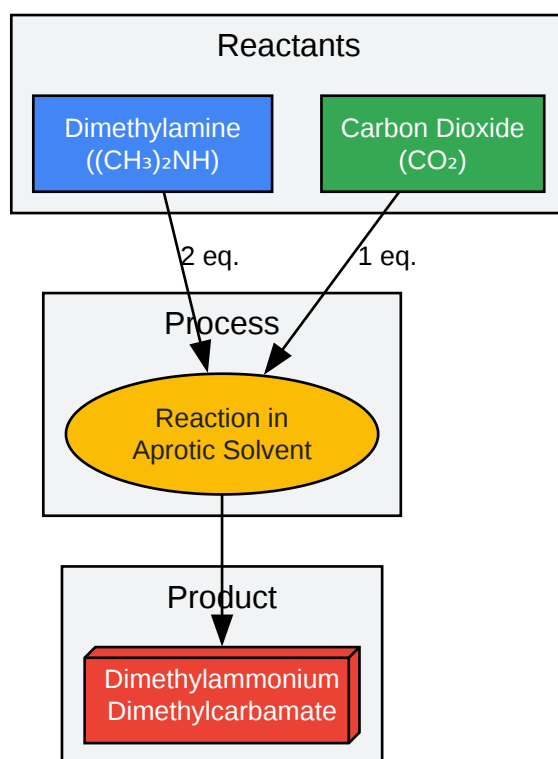 Reactants
Dimethylamine
((CH₃)₂NH)
Carbon Dioxide
(CO₂)
2 eq.
1 eq.
Process
Reaction in
Aprotic Solvent
Product
Dimethylammonium
Dimethylcarbamate